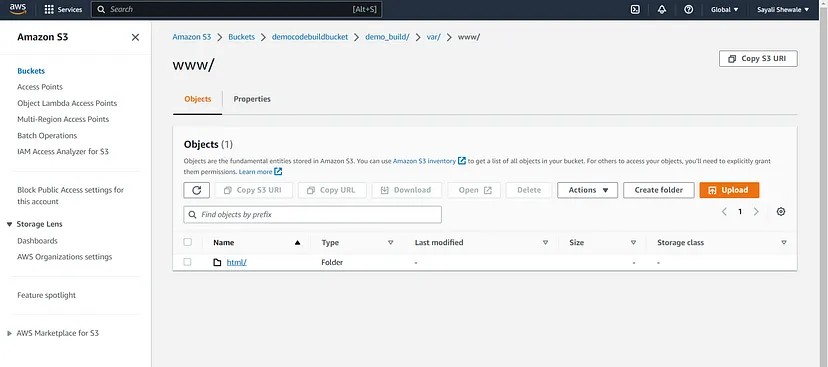 aws
Services
Search
[Alt+S]
Global
Sayali Shewale
Amazon S3
Buckets
Access Points
Object Lambda Access Points
Multi-Region Access Points
Batch Operations
IAM Access Analyzer for S3
Block Public Access settings for
this account
Storage Lens
Dashboards
AWS Organizations settings
Feature spotlight
AWS Marketplace for S3
Amazon S3 > Buckets > democodebuildbucket > demo_build/ > var/ > www/
www/
Copy S3 URI
Objects
Properties
Objects (1)
Objects are the fundamental entities stored in Amazon S3. You can use Amazon S3 inventory to get a list of all objects in your bucket. For others to access your objects, you'll need to explicitly grant
them permissions. Learn more
Copy S3 URI
Copy URL
Download
Open
Delete
Actions
Create folder
Upload
Find objects by prefix
1
Name
Type
Last modified
Size
Storage class
html/
Folder
-
-
-